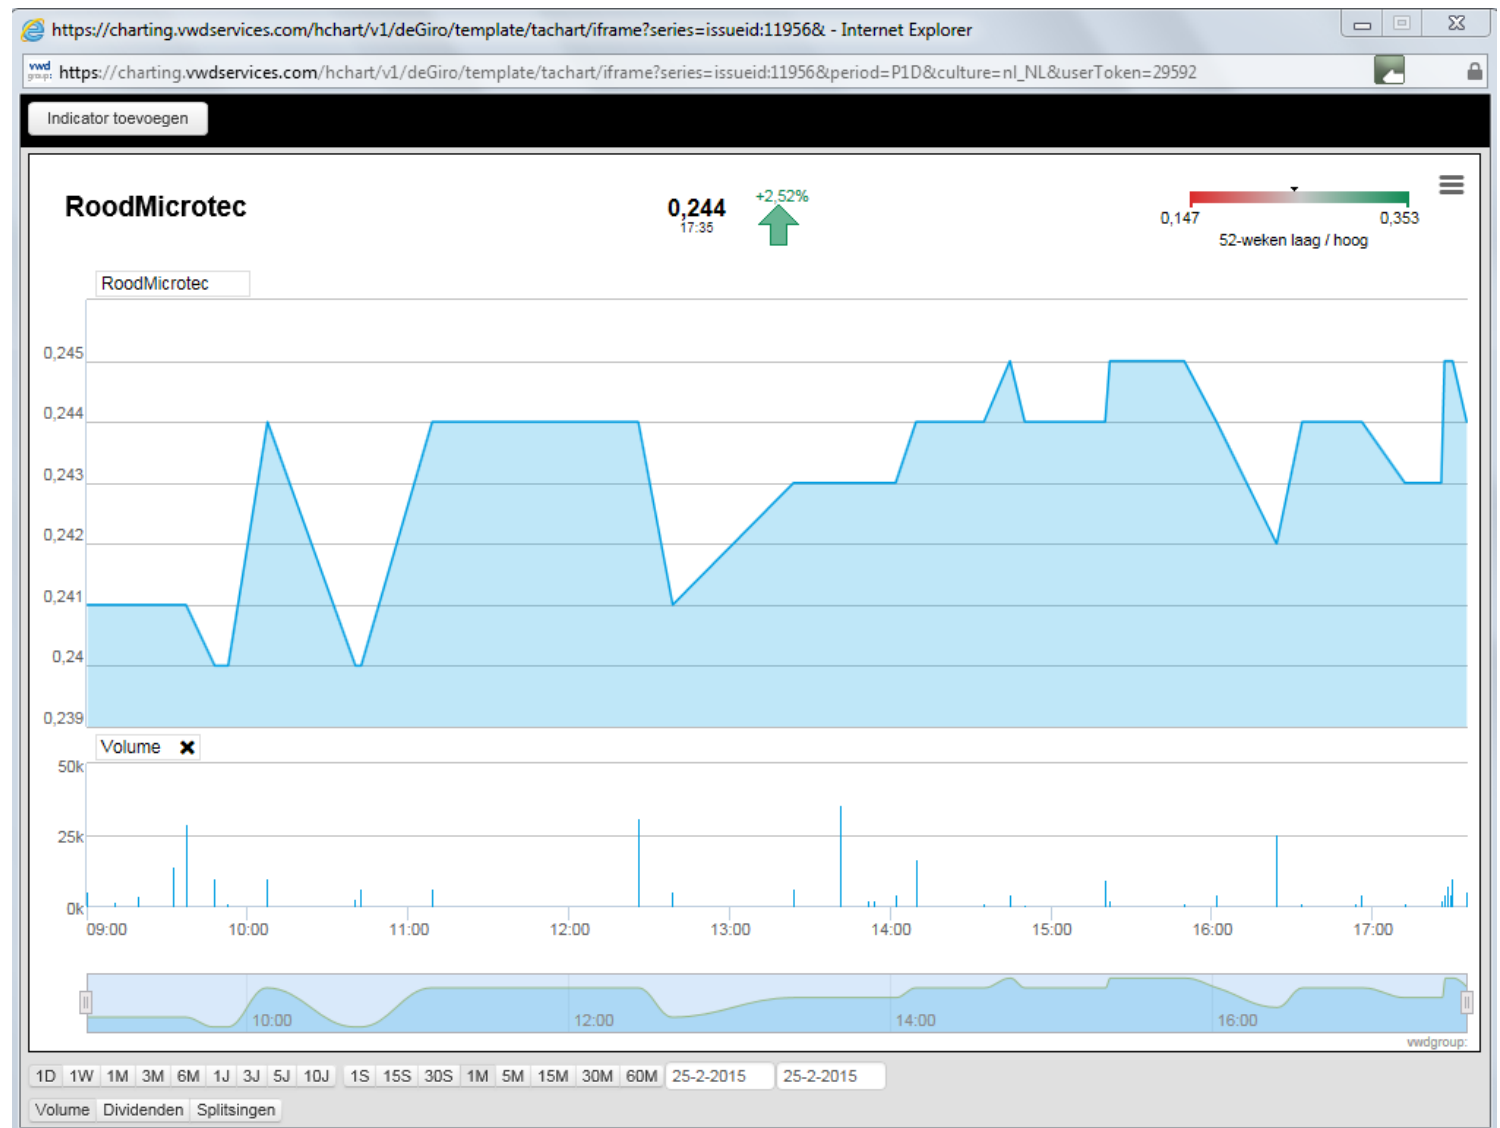 https://charting.vwdservices.com/hchart/v1/deGiro/template/tachart/iframe?series=issueid:11956& - Internet Explorer
vwd group: https://charting.vwdservices.com/hchart/v1/deGiro/template/tachart/iframe?series=issueid:11956&period=P1D&culture=nl_NL&userToken=29592
Indicator toevoegen
RoodMicrotec
0,244
17:35
+2,52%
0,147 0,353
52-weken laag / hoog
RoodMicrotec
0,245
0,244
0,243
0,242
0,241
0,24
0,239
Volume
50k
25k
0k
09:00 10:00 11:00 12:00 13:00 14:00 15:00 16:00 17:00
10:00 12:00 14:00 16:00
vwdgroup:
1D 1W 1M 3M 6M 1J 3J 5J 10J 1S 15S 30S 1M 5M 15M 30M 60M 25-2-2015 25-2-2015
Volume Dividenden Splitsingen